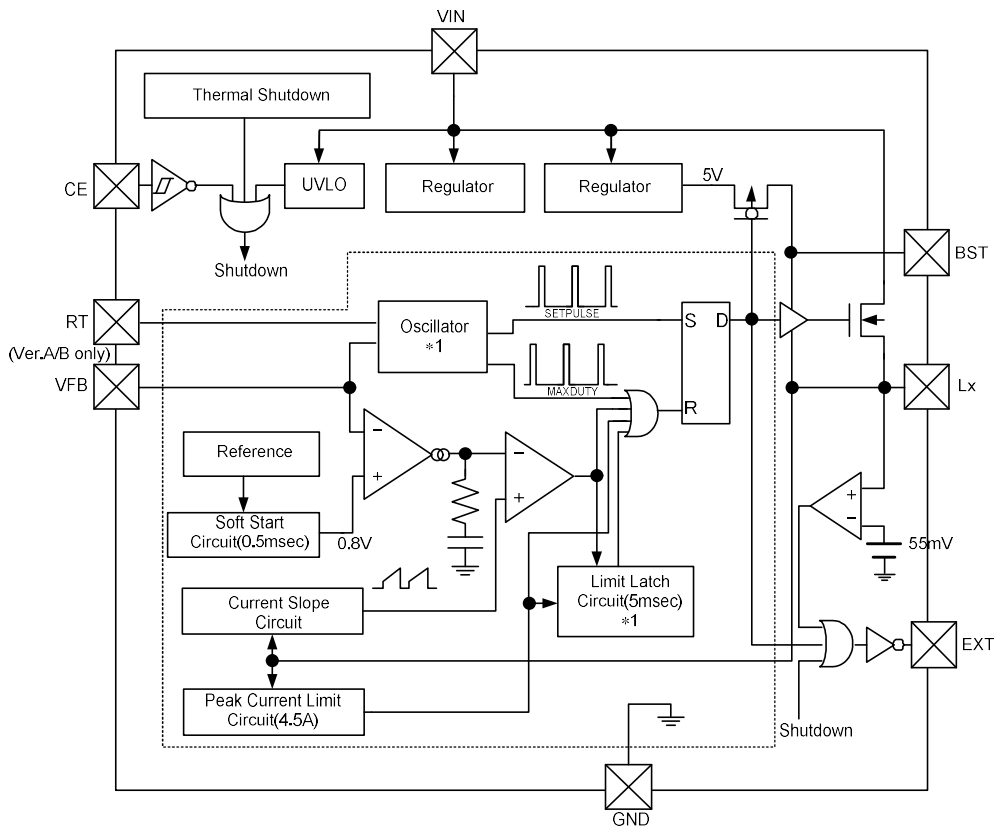 VIN
Thermal Shutdown
CE
UVLO
Regulator
Regulator
5V
Shutdown
BST
RT
(Ver.A/B only)
Oscillator
*1
SETPULSE
MAXDUTY
S
D
R
VFB
Lx
−
+
Reference
Soft Start
Circuit(0.5msec)
0.8V
−
+
+
−
55mV
Current Slope
Circuit
Limit Latch
Circuit(5msec)
*1
Peak Current Limit
Circuit(4.5A)
EXT
Shutdown
GND